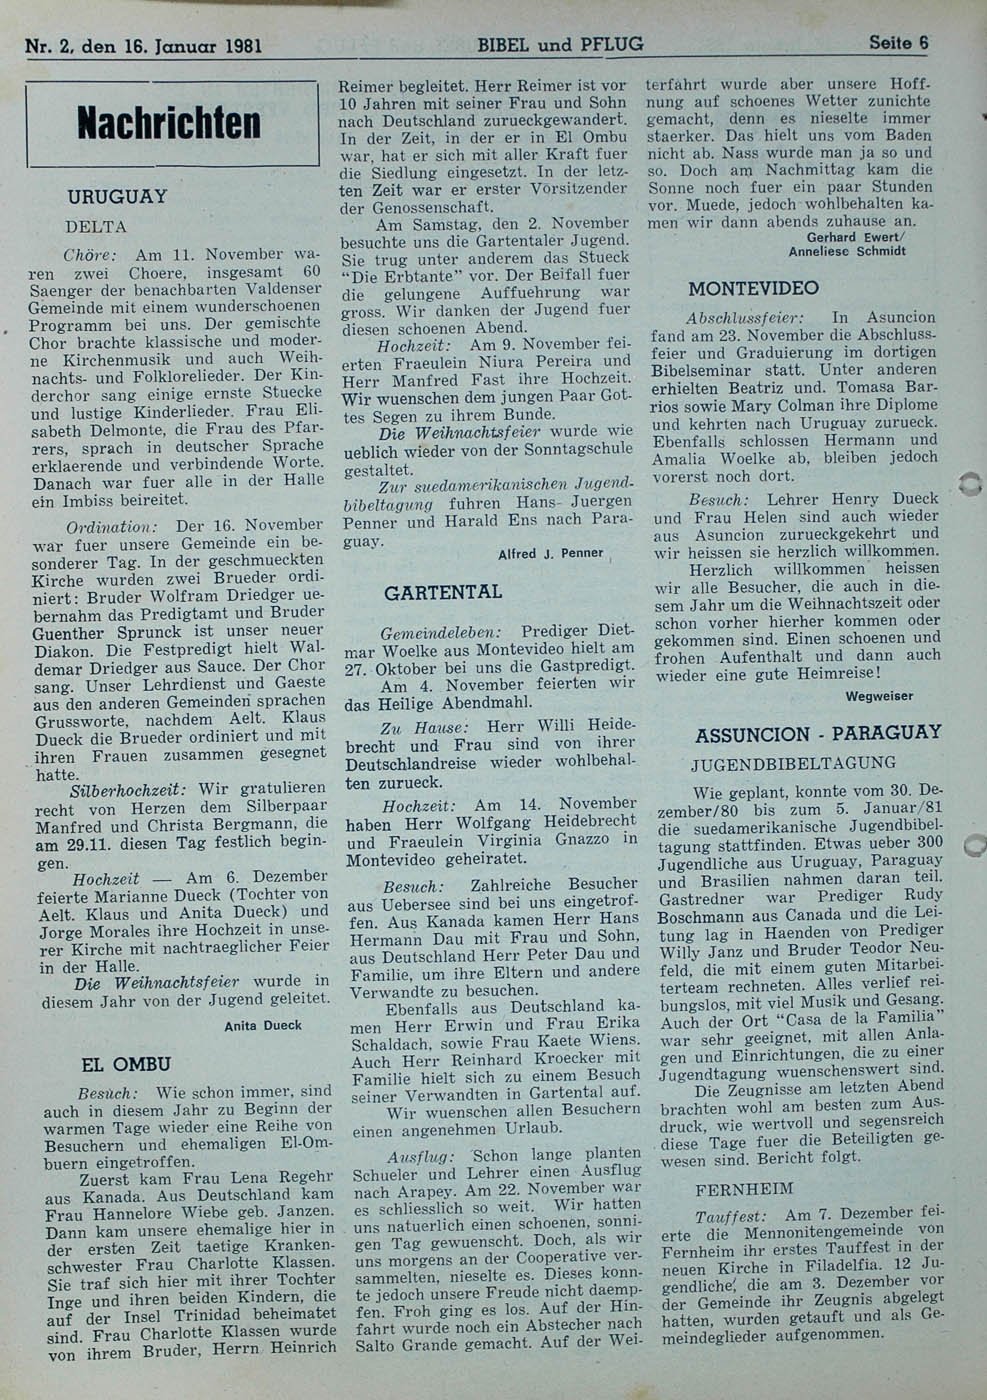 Nr. 2, den 16. Januar 1981
BIBEL und PFLUG
Seite 6
Nachrichten
URUGUAY
DELTA
Chöre: Am 11. November wa-
ren zwei Choere, insgesamt 60
Saenger der benachbarten Valdenser
Gemeinde mit einem wunderschoenen
Programm bei uns. Der gemischte
Chor brachte klassische und moder-
ne Kirchenmusik und auch Weih-
nachts- und Folklorelieder. Der Kin-
derchor sang einige ernste Stuecke
und lustige Kinderlieder. Frau Eli-
sabeth Delmonte, die Frau des Pfar-
rers, sprach in deutscher Sprache
erklaerende und verbindende Worte.
Danach war fuer alle in der Halle
ein Imbiss beireitet.
Ordination: Der 16. November
war fuer unsere Gemeinde ein be-
sonderer Tag. In der geschmueckten
Kirche wurden zwei Brueder ordi-
niert: Bruder Wolfram Driedger ue-
bernahm das Predigtamt und Bruder
Guenther Sprunck ist unser neuer
Diakon. Die Festpredigt hielt Wal-
demar Driedger aus Sauce. Der Chor
sang. Unser Lehrdienst und Gaeste
aus den anderen Gemeinden sprachen
Grussworte, nachdem Aelt. Klaus
Dueck die Brueder ordiniert und mit
ihren Frauen zusammen gesegnet
hatte.
Silberhochzeit: Wir gratulieren
recht von Herzen dem Silberpaar
Manfred und Christa Bergmann, die
am 29.11. diesen Tag festlich begin-
gen.
Hochzeit — Am 6. Dezember
feierte Marianne Dueck (Tochter von
Aelt. Klaus und Anita Dueck) und
Jorge Morales ihre Hochzeit in unse-
rer Kirche mit nachtraeglicher Feier
in der Halle.
Die Weihnachtsfeier wurde in
diesem Jahr von der Jugend geleitet.
Anita Dueck
EL OMBU
Besuch: Wie schon immer, sind
auch in diesem Jahr zu Beginn der
warmen Tage wieder eine Reihe von
Besuchern und ehemaligen El-Om-
buern eingetroffen.
Zuerst kam Frau Lena Regehr
aus Kanada. Aus Deutschland kam
Frau Hannelore Wiebe geb. Janzen.
Dann kam unsere ehemalige hier in
der ersten Zeit taetige Kranken-
schwester Frau Charlotte Klassen.
Sie traf sich hier mit ihrer Tochter
Inge und ihren beiden Kindern, die
auf der Insel Trinidad beheimatet
sind. Frau Charlotte Klassen wurde
von ihrem Bruder, Herrn Heinrich
Reimer begleitet. Herr Reimer ist vor
10 Jahren mit seiner Frau und Sohn
nach Deutschland zurueckgewandert.
In der Zeit, in der er in El Ombu
war, hat er sich mit aller Kraft fuer
die Siedlung eingesetzt. In der letz-
ten Zeit war er erster Vorsitzender
der Genossenschaft.
Am Samstag, den 2. November
besuchte uns die Gartentaler Jugend.
Sie trug unter anderem das Stueck
"Die Erbtante" vor. Der Beifall fuer
die gelungene Auffuehrung war
gross. Wir danken der Jugend fuer
diesen schoenen Abend.
Hochzeit: Am 9. November fei-
erten Fraeulein Niura Pereira und
Herr Manfred Fast ihre Hochzeit.
Wir wuenschen dem jungen Paar Got-
tes Segen zu ihrem Bunde.
Die Weihnachtsfeier wurde wie
ueblich wieder von der Sonntagschule
gestaltet.
Zur suedamerikanischen Jugend-
bibeltagung fuhren Hans- Juergen
Penner und Harald Ens nach Para-
guay.
Alfred J. Penner
GARTENTAL
Gemeindeleben: Prediger Diet-
mar Woelke aus Montevideo hielt am
27. Oktober bei uns die Gastpredigt.
Am 4. November feierten wir
das Heilige Abendmahl.
Zu Hause: Herr Willi Heide-
brecht und Frau sind von ihrer
Deutschlandreise wieder wohlbehal-
ten zurueck.
Hochzeit: Am 14. November
haben Herr Wolfgang Heidebrecht
und Fraeulein Virginia Gnazzo in
Montevideo geheiratet.
Besuch: Zahlreiche Besucher
aus Uebersee sind bei uns eingetrof-
fen. Aus Kanada kamen Herr Hans
Hermann Dau mit Frau und Sohn,
aus Deutschland Herr Peter Dau und
Familie, um ihre Eltern und andere
Verwandte zu besuchen.
Ebenfalls aus Deutschland ka-
men Herr Erwin und Frau Erika
Schaldach, sowie Frau Kaete Wiens.
Auch Herr Reinhard Kroecker mit
Familie hielt sich zu einem Besuch
seiner Verwandten in Gartental auf.
Wir wuenschen allen Besuchern
einen angenehmen Urlaub.
Ausflug: Schon lange planten
Schueler und Lehrer einen Ausflug
nach Arapey. Am 22. November war
es schliesslich so weit. Wir hatten
uns natuerlich einen schoenen, sonni-
gen Tag gewuenscht. Doch, als wir
uns morgens an der Cooperative ver-
sammelten, nieselte es. Dieses konn-
te jedoch unsere Freude nicht daemp-
fen. Froh ging es los. Auf der Hin-
fahrt wurde noch ein Abstecher nach
Salto Grande gemacht. Auf der Wei-
terfahrt wurde aber unsere Hoff-
nung auf schoenes Wetter zunichte
gemacht, denn es nieselte immer
staerker. Das hielt uns vom Baden
nicht ab. Nass wurde man ja so und
so. Doch am Nachmittag kam die
Sonne noch fuer ein paar Stunden
vor. Muede, jedoch wohlbehalten ka-
men wir dann abends zuhause an.
Gerhard Ewert/
Anneliese Schmidt
MONTEVIDEO
Abschlussfeier: In Asuncion
fand am 23. November die Abschluss-
feier und Graduierung im dortigen
Bibelseminar statt. Unter anderen
erhielten Beatriz und. Tomasa Bar-
rios sowie Mary Colman ihre Diplome
und kehrten nach Uruguay zurueck.
Ebenfalls schlossen Hermann und
Amalia Woelke ab, bleiben jedoch
vorerst noch dort.
Besuch: Lehrer Henry Dueck
und Frau Helen sind auch wieder
aus Asuncion zurueckgekehrt und
wir heissen sie herzlich willkommen.
Herzlich willkommen heissen
wir alle Besucher, die auch in die-
sem Jahr um die Weihnachtszeit oder
schon vorher hierher kommen oder
gekommen sind. Einen schoenen und
frohen Aufenthalt und dann auch
wieder eine gute Heimreise!
Wegweiser
ASSUNCION - PARAGUAY
JUGENDBIBELTAGUNG
Wie geplant, konnte vom 30. De-
zember/80 bis zum 5. Januar/81
die suedamerikanische Jugendbibel-
tagung stattfinden. Etwas ueber 300
Jugendliche aus Uruguay, Paraguay
und Brasilien nahmen daran teil.
Gastredner war Prediger Rudy
Boschmann aus Canada und die Lei-
tung lag in Haenden von Prediger
Willy Janz und Bruder Teodor Neu-
feld, die mit einem guten Mitarbei-
terteam rechneten. Alles verlief rei-
bungslos, mit viel Musik und Gesang.
Auch der Ort "Casa de la Familia"
war sehr geeignet, mit allen Anla-
gen und Einrichtungen, die zu einer
Jugendtagung wuenschenswert sind.
Die Zeugnisse am letzten Abend
brachten wohl am besten zum Aus-
druck, wie wertvoll und segensreich
diese Tage fuer die Beteiligten ge-
wesen sind. Bericht folgt.
FERNHEIM
Tauffest: Am 7. Dezember fei-
erte die Mennonitengemeinde von
Fernheim ihr erstes Tauffest in der
neuen Kirche in Filadelfia. 12 Ju-
gendliche, die am 3. Dezember vor
der Gemeinde ihr Zeugnis abgelegt
hatten, wurden getauft und als Ge-
meindeglieder aufgenommen.